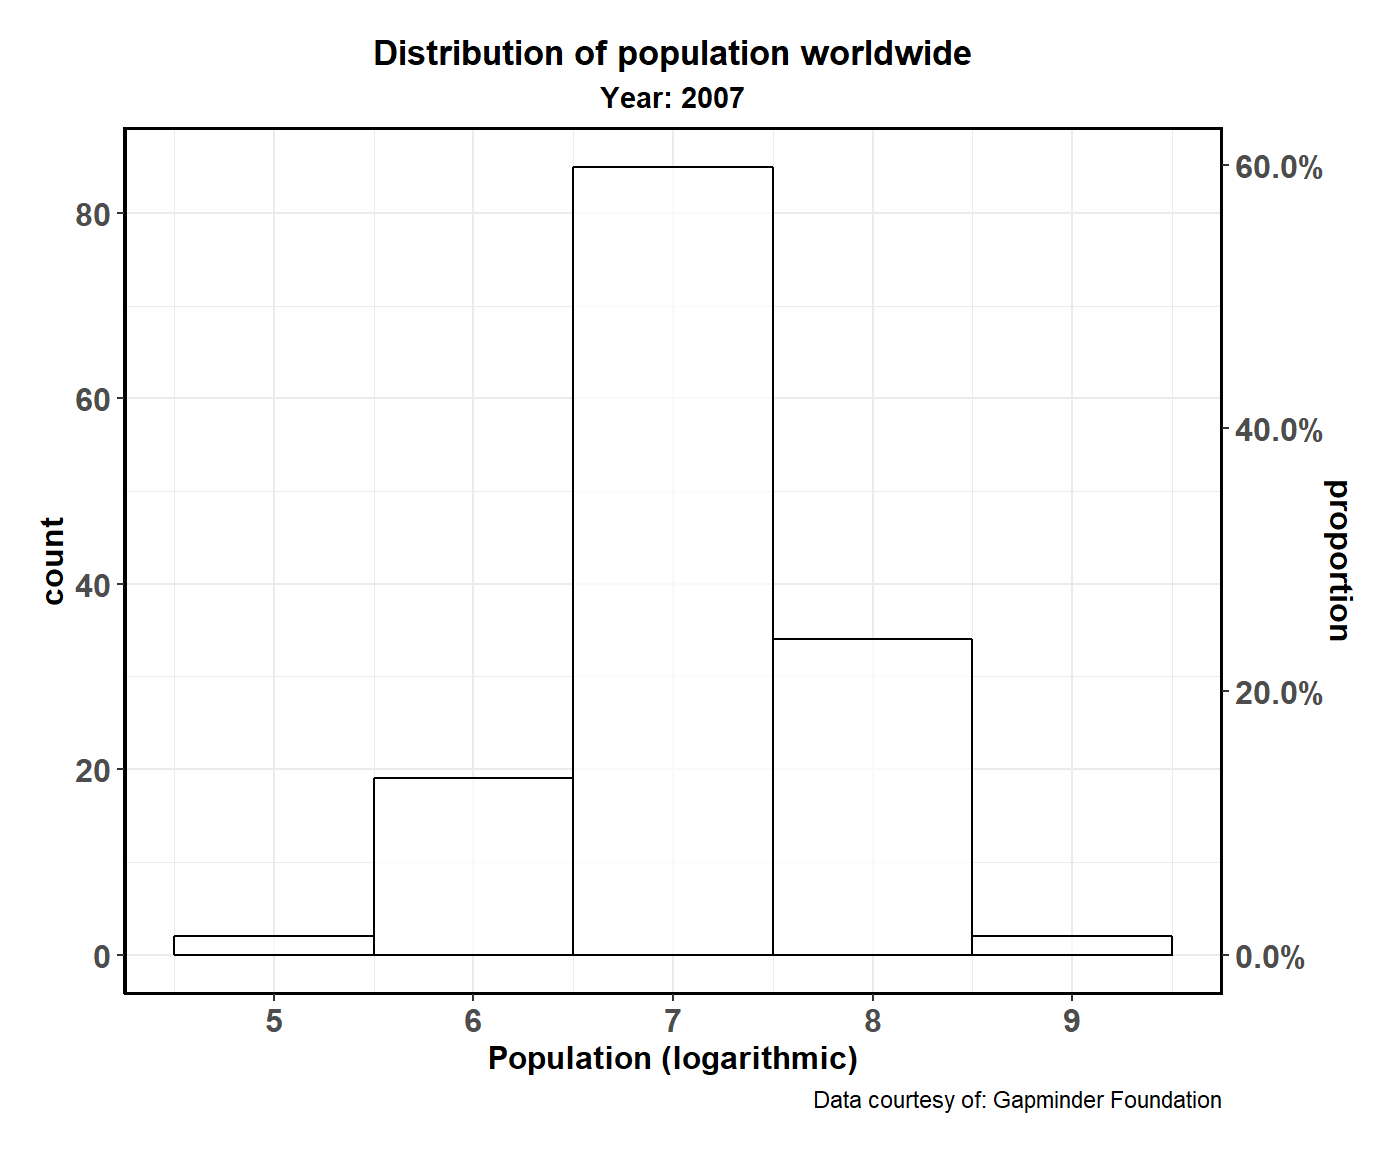 Distribution of population worldwide
Year: 2007
80
60
40
20
0
count
60.0%
40.0%
20.0%
0.0%
proportion
5 6 7 8 9
Population (logarithmic)
Data courtesy of: Gapminder Foundation